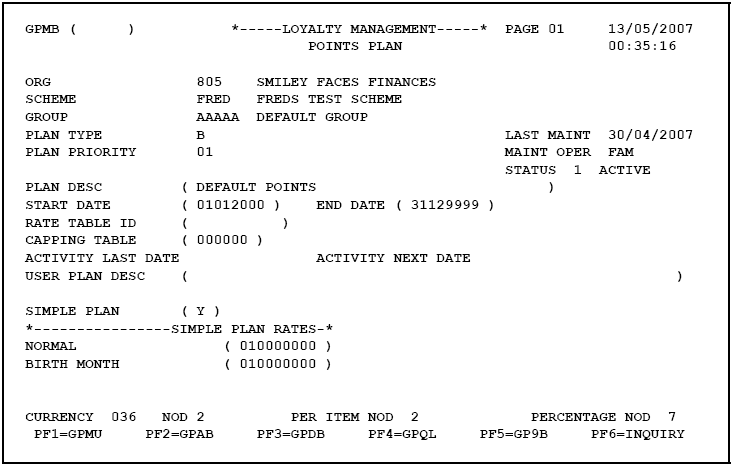 GPMB (      )          *-----LOYALTY MANAGEMENT-----*  PAGE 01     13/05/2007
POINTS PLAN                        00:35:16
ORG                 805    SMILEY FACES FINANCES
SCHEME              FRED   FREDS TEST SCHEME
GROUP               AAAAA  DEFAULT GROUP
PLAN TYPE           B                                   LAST MAINT  30/04/2007
PLAN PRIORITY       01                                  MAINT OPER  FAM
STATUS  1  ACTIVE
PLAN DESC         ( DEFAULT POINTS                           )
START DATE        ( 01012000 )    END DATE ( 31129999 )
RATE TABLE ID     (           )
CAPPING TABLE     ( 000000 )
ACTIVITY LAST DATE                ACTIVITY NEXT DATE
USER PLAN DESC    (                                                         )
SIMPLE PLAN       ( Y )
*----------------SIMPLE PLAN RATES-*
NORMAL                 ( 010000000 )
BIRTH MONTH            ( 010000000 )
CURRENCY  036   NOD 2          PER ITEM NOD  2             PERCENTAGE NOD  7
PF1=GPMU     PF2=GPAB     PF3=GPDB     PF4=GPQL     PF5=GP9B     PF6=INQUIRY